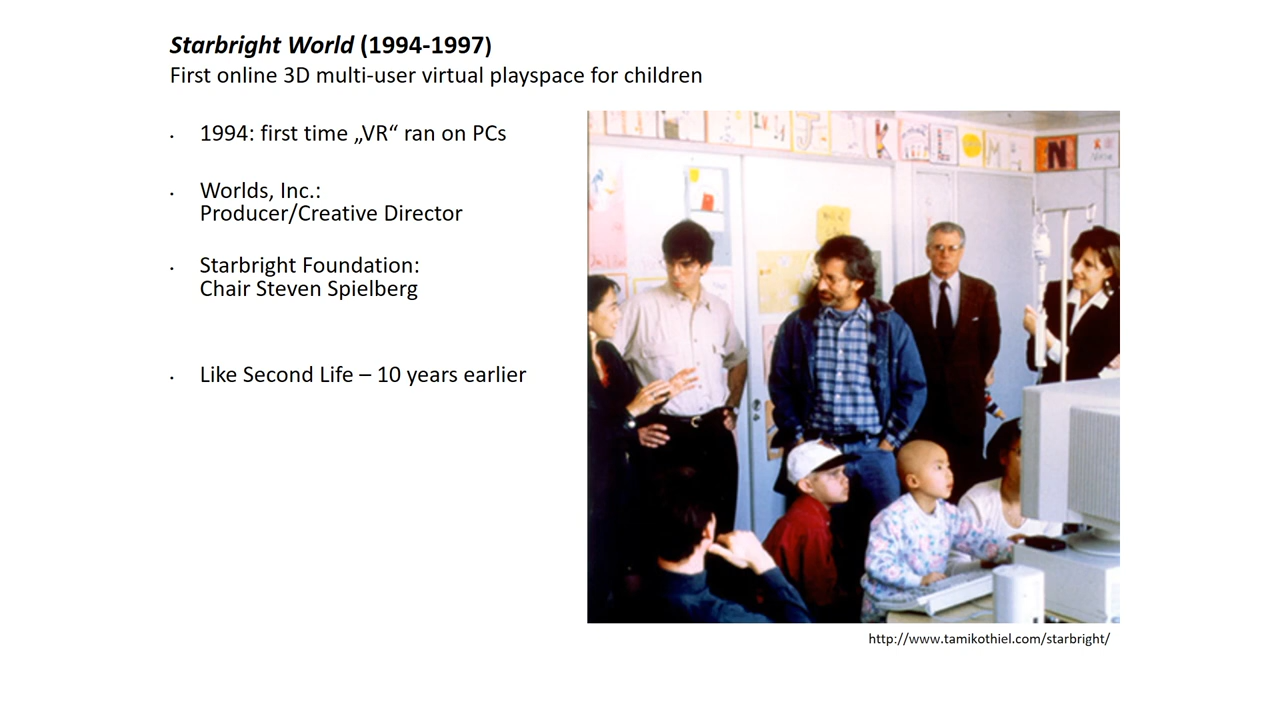 Starbright World (1994-1997)
First online 3D multi-user virtual playspace for children
· 1994: first time „VR“ ran on PCs
· Worlds, Inc.:
Producer/Creative Director
· Starbright Foundation:
Chair Steven Spielberg
· Like Second Life – 10 years earlier
N
http://www.tamikothiel.com/starbright/